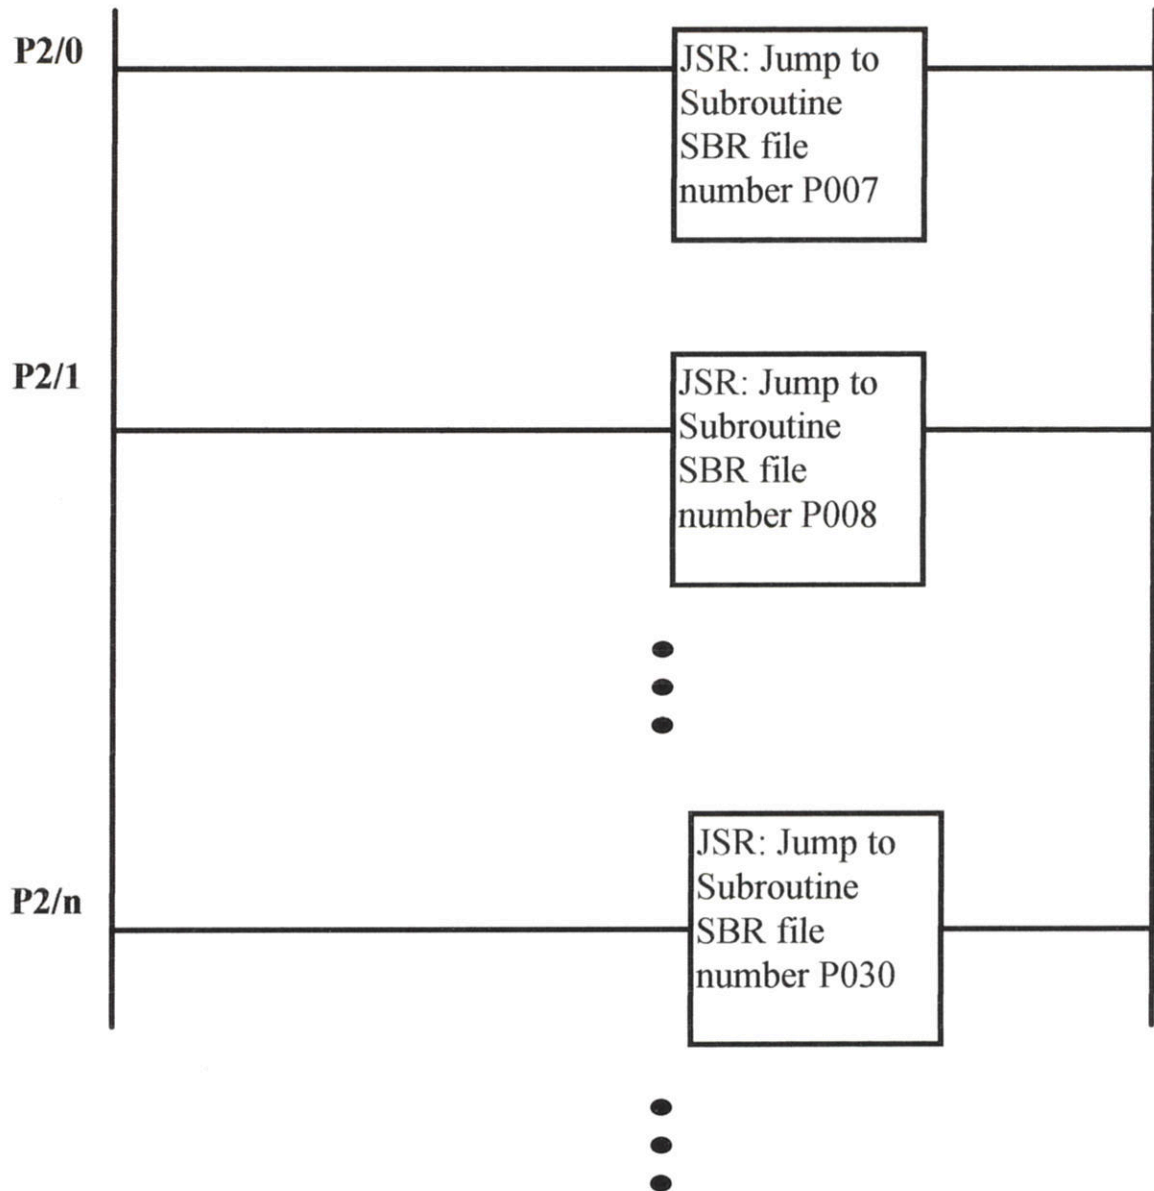 P2/0
JSR: Jump to
Subroutine
SBR file
number P007
P2/1
JSR: Jump to
Subroutine
SBR file
number P008
P2/n
JSR: Jump to
Subroutine
SBR file
number P030